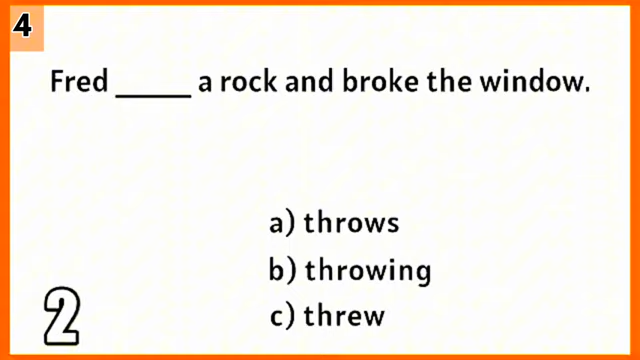 4
Fred _____ a rock and broke the window.
a) throws
b) throwing
c) threw
2